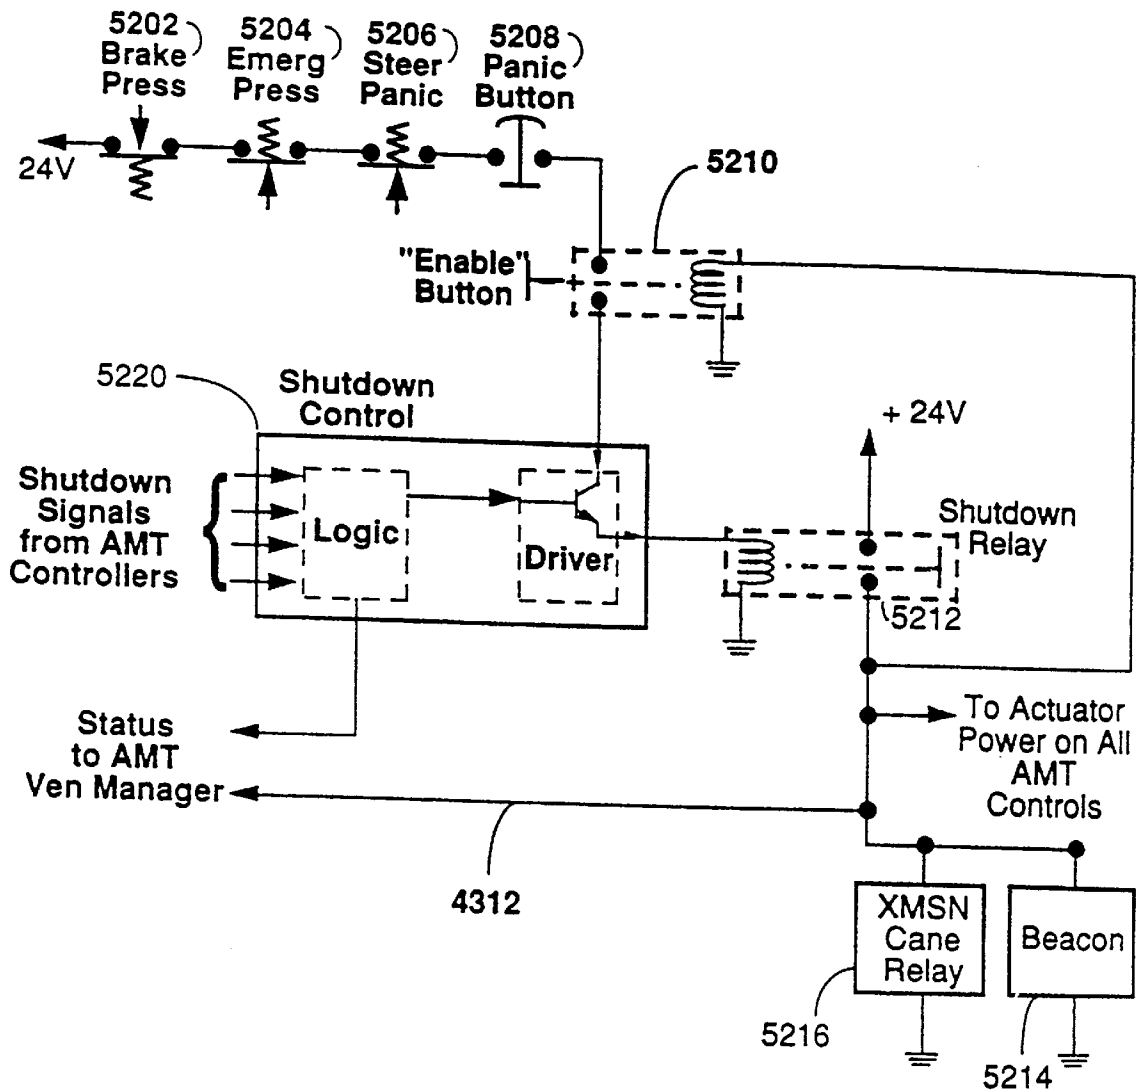 5202
Brake
Press
5204
Emerg
Press
5206
Steer
Panic
5208
Panic
Button
24V
5210
"Enable"
Button
5220
Shutdown
Control
+ 24V
Shutdown
Signals
from AMT
Controllers
Logic
Driver
Shutdown
Relay
5212
Status
to AMT
Ven Manager
To Actuator
Power on All
AMT
Controls
4312
XMSN
Cane
Relay
Beacon
5216
5214